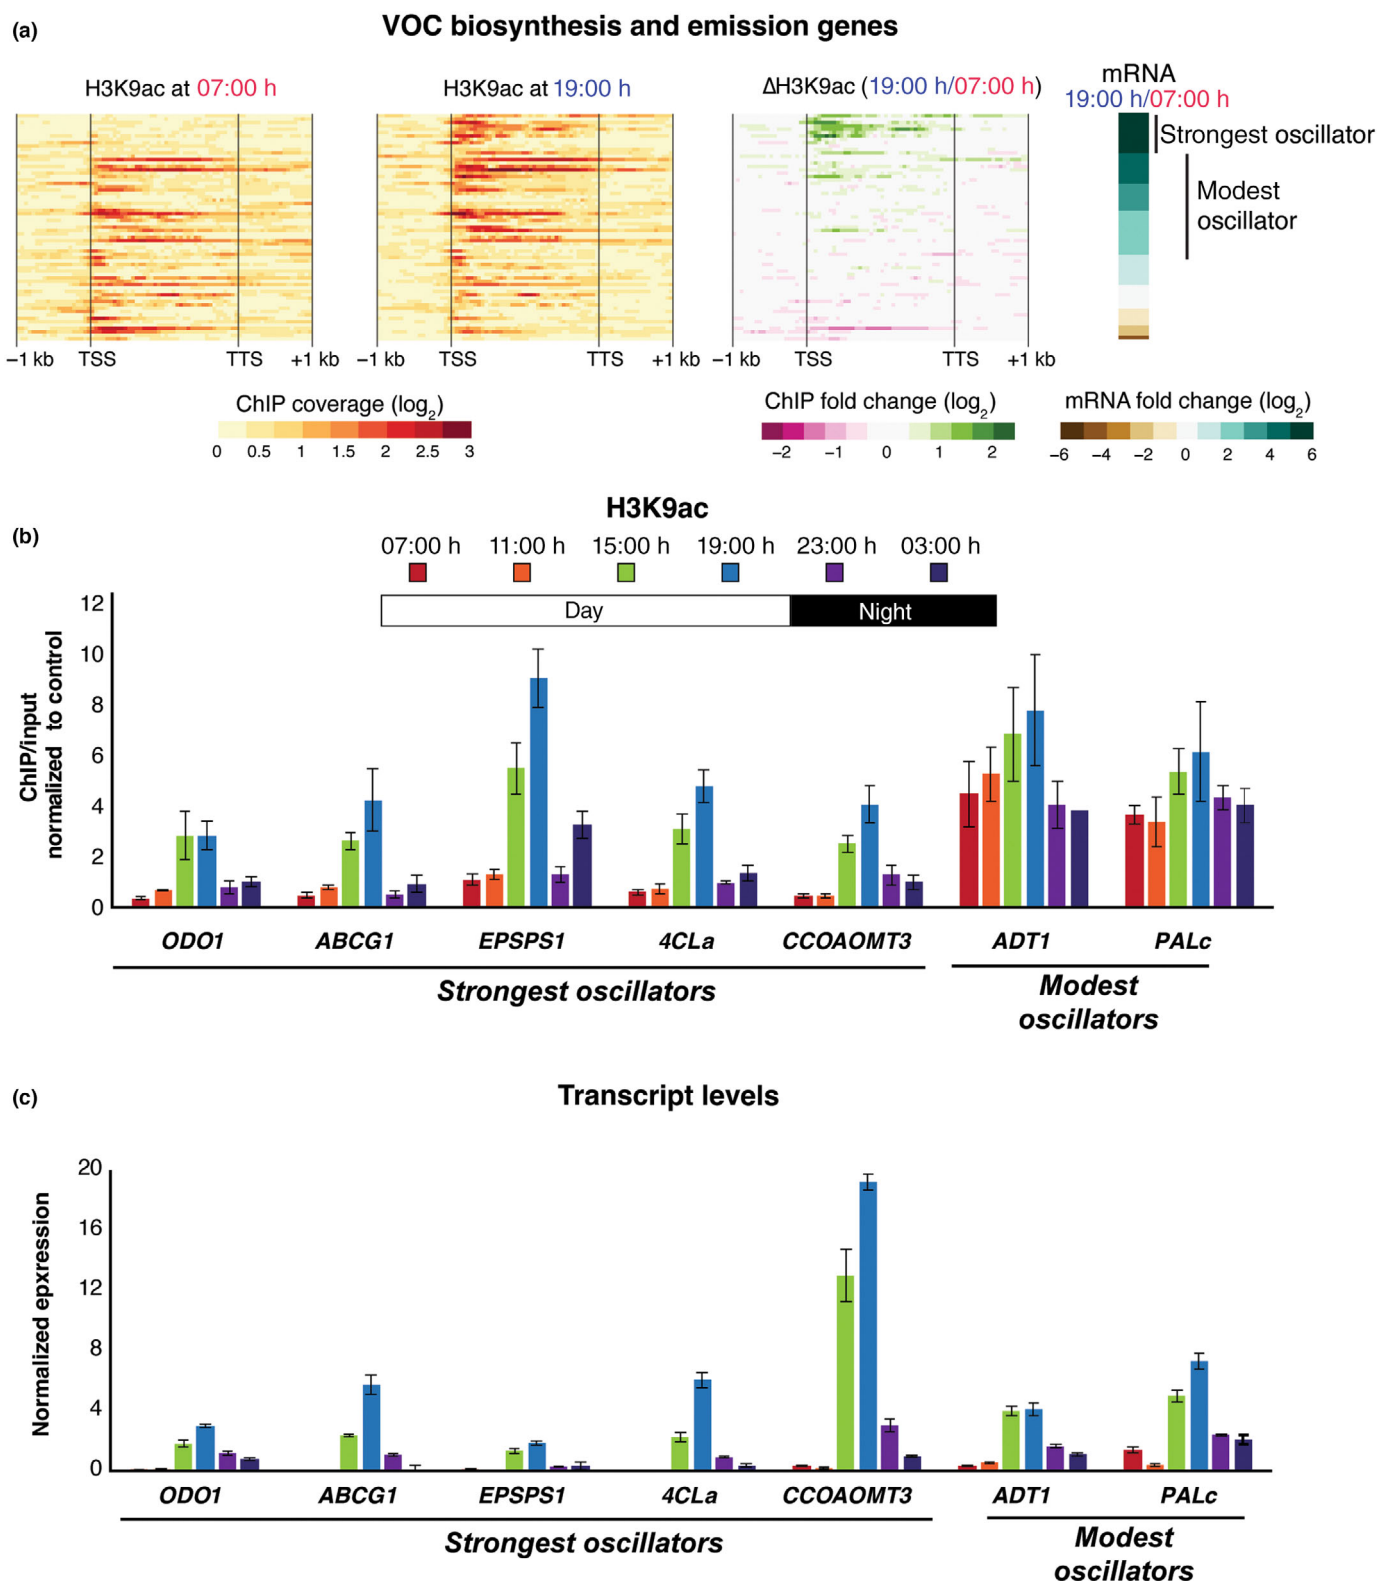 (a)
VOC biosynthesis and emission genes
H3K9ac at 07:00 h
H3K9ac at 19:00 h
ΔH3K9ac (19:00 h/07:00 h)
mRNA
19:00 h/07:00 h
Strongest oscillator
Modest
oscillator
−1 kb TSS TTS +1 kb
−1 kb TSS TTS +1 kb
−1 kb TSS TTS +1 kb
ChIP coverage (log2)
0 0.5 1 1.5 2 2.5 3
ChIP fold change (log2)
−2 −1 0 1 2
mRNA fold change (log2)
−6 −4 −2 0 2 4 6
(b)
H3K9ac
07:00 h 11:00 h 15:00 h 19:00 h 23:00 h 03:00 h
Day Night
ChIP/input
normalized to control
12
10
8
6
4
2
0
ODO1 ABCG1 EPSPS1 4CLa CCOAOMT3 ADT1 PALc
Strongest oscillators
Modest
oscillators
(c)
Transcript levels
Normalized epxression
20
16
12
8
4
0
ODO1 ABCG1 EPSPS1 4CLa CCOAOMT3 ADT1 PALc
Strongest oscillators
Modest
oscillators